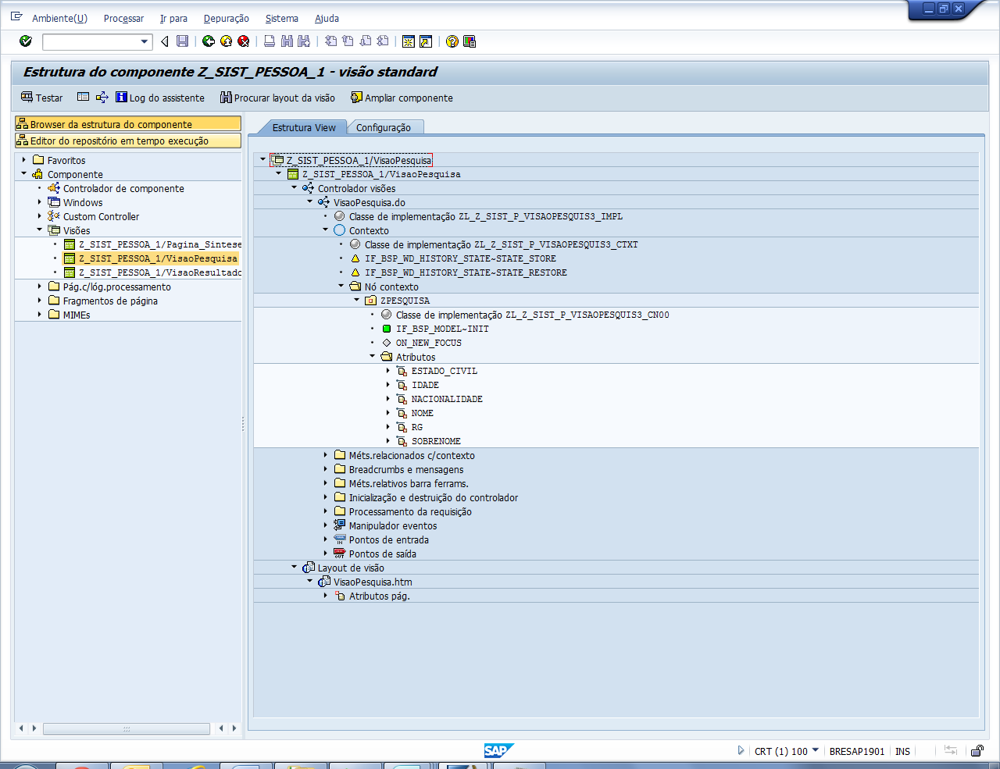 Ambiente(U) Processar Ir para Depuração Sistema Ajuda
Estrutura do componente Z_SIST_PESSOA_1 - visão standard
Testar Log do assistente Procurar layout da visão Ampliar componente
Browser da estrutura do componente
Editor do repositório em tempo execução
Favoritos
Componente
Controlador de componente
Windows
Custom Controller
Visões
Z_SIST_PESSOA_1/Pagina_Sintese
Z_SIST_PESSOA_1/VisaoPesquisa
Z_SIST_PESSOA_1/VisaoResultado
Pág.c/lóg.processamento
Fragmentos de página
MIMEs
Estrutura View Configuração
Z_SIST_PESSOA_1/VisaoPesquisa
Z_SIST_PESSOA_1/VisaoPesquisa
Controlador visões
VisaoPesquisa.do
Classe de implementação ZL_Z_SIST_P_VISAOPESQUIS3_IMPL
Contexto
Classe de implementação ZL_Z_SIST_P_VISAOPESQUIS3_CTXT
IF_BSP_WD_HISTORY_STATE~STATE_STORE
IF_BSP_WD_HISTORY_STATE~STATE_RESTORE
Nó contexto
ZPESQUISA
Classe de implementação ZL_Z_SIST_P_VISAOPESQUIS3_CN00
IF_BSP_MODEL~INIT
ON_NEW_FOCUS
Atributos
ESTADO_CIVIL
IDADE
NACIONALIDADE
NOME
RG
SOBRENOME
Méts.relacionados c/contexto
Breadcrumbs e mensagens
Méts.relativos barra ferrams.
Inicialização e destruição do controlador
Processamento da requisição
Manipulador eventos
IN Pontos de entrada
OUT Pontos de saída
Layout de visão
VisaoPesquisa.htm
Atributos pág.
SAP CRT (1) 100 BRESAP1901 INS